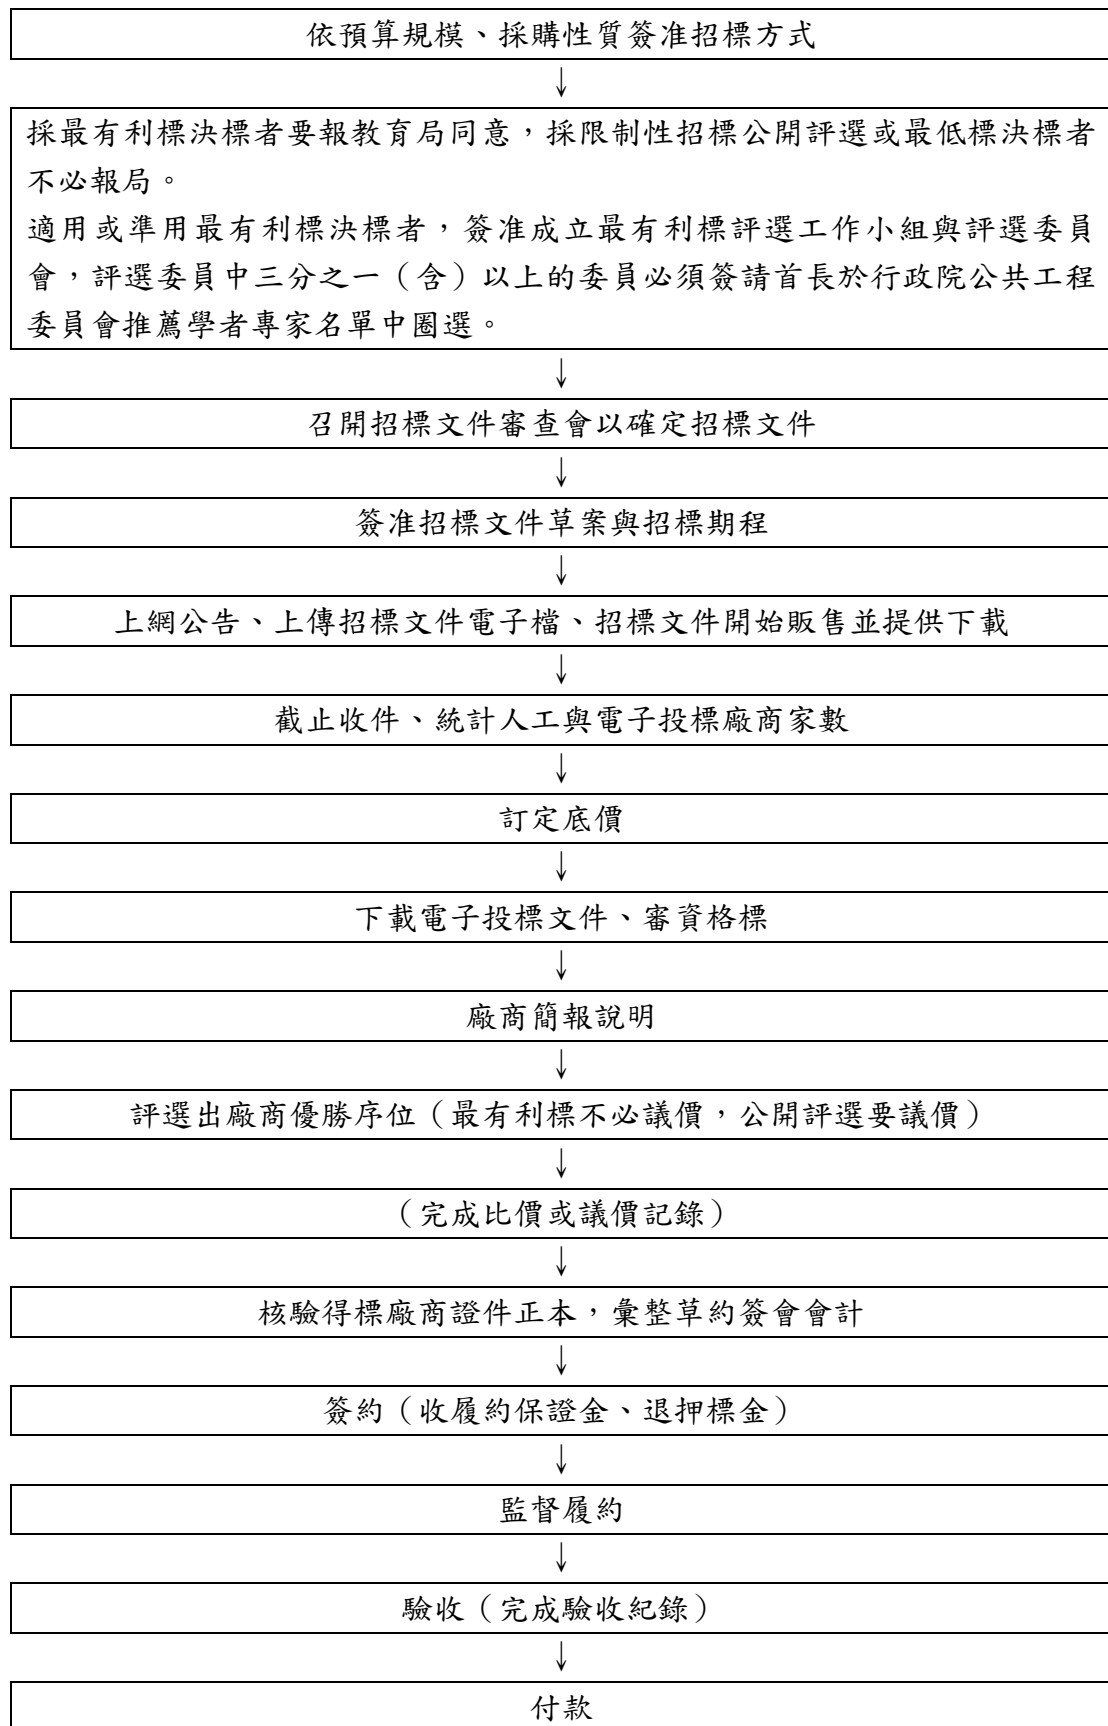 依預算規模、採購性質簽准招標方式
↓
採最有利標決標者要報教育局同意，採限制性招標公開評選或最低標決標者
不必報局。
適用或準用最有利標決標者，簽准成立最有利標評選工作小組與評選委員
會，評選委員中三分之一（含）以上的委員必須簽請首長於行政院公共工程
委員會推薦學者專家名單中圈選。
↓
召開招標文件審查會以確定招標文件
↓
簽准招標文件草案與招標期程
↓
上網公告、上傳招標文件電子檔、招標文件開始販售並提供下載
↓
截止收件、統計人工與電子投標廠商家數
↓
訂定底價
↓
下載電子投標文件、審資格標
↓
廠商簡報說明
↓
評選出廠商優勝序位（最有利標不必議價，公開評選要議價）
↓
（完成比價或議價記錄）
↓
核驗得標廠商證件正本，彙整草約簽會會計
↓
簽約（收履約保證金、退押標金）
↓
監督履約
↓
驗收（完成驗收紀錄）
↓
付款